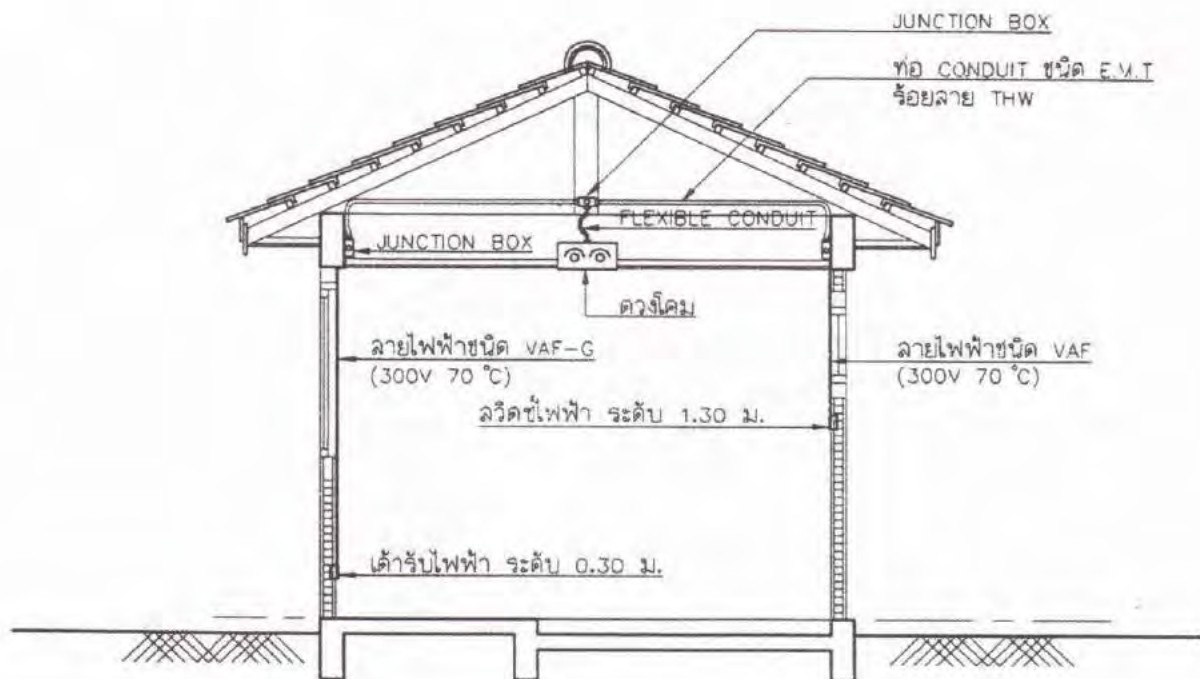 JUNCTION BOX
ท่อ CONDUIT ชนิด E.M.T
ร้อยสาย THW
FLEXIBLE CONDUIT
JUNCTION BOX
ดวงโคม
สายไฟฟ้าชนิด VAF-G
(300V 70 °C)
สายไฟฟ้าชนิด VAF
(300V 70 °C)
สวิตช์ไฟฟ้า ระดับ 1.30 ม.
เต้ารับไฟฟ้า ระดับ 0.30 ม.